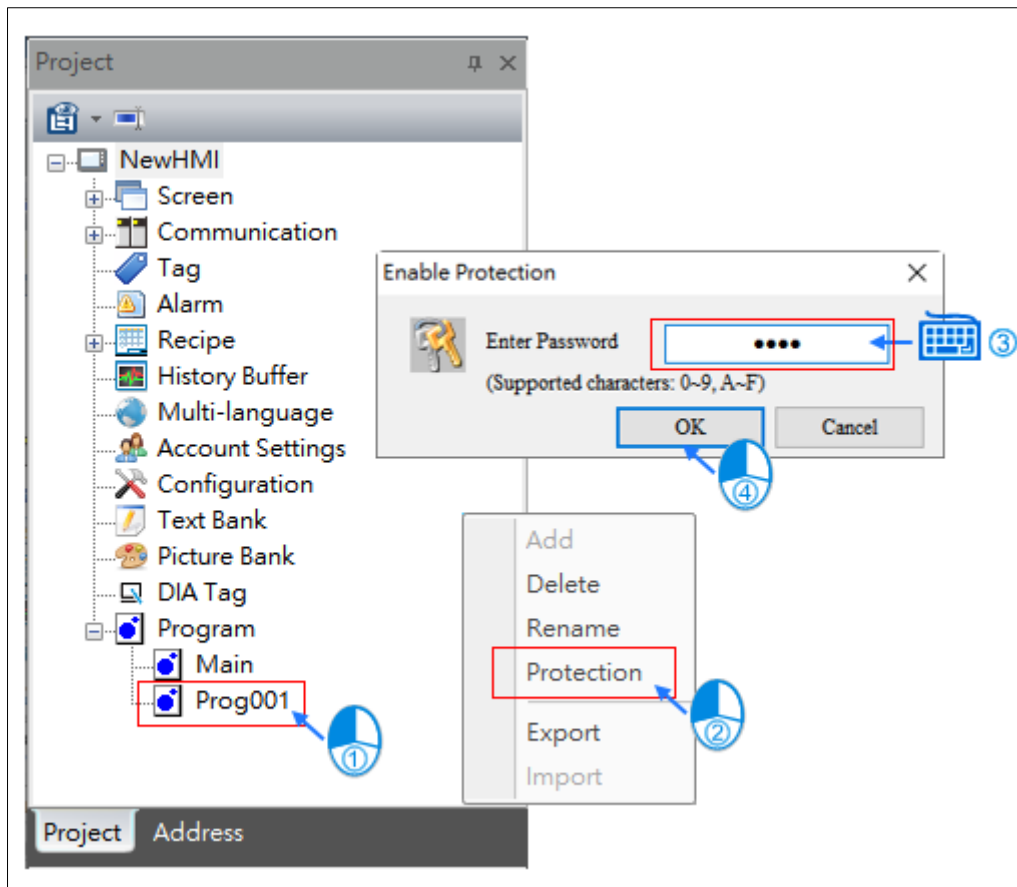 Project
NewHMI
Screen
Communication
Tag
Alarm
Recipe
History Buffer
Multi-language
Account Settings
Configuration
Text Bank
Picture Bank
DIA Tag
Program
Main
Prog001
①
Project Address
Enable Protection
Enter Password ••••
③
(Supported characters: 0~9, A~F)
OK Cancel
④
Add
Delete
Rename
Protection
②
Export
Import